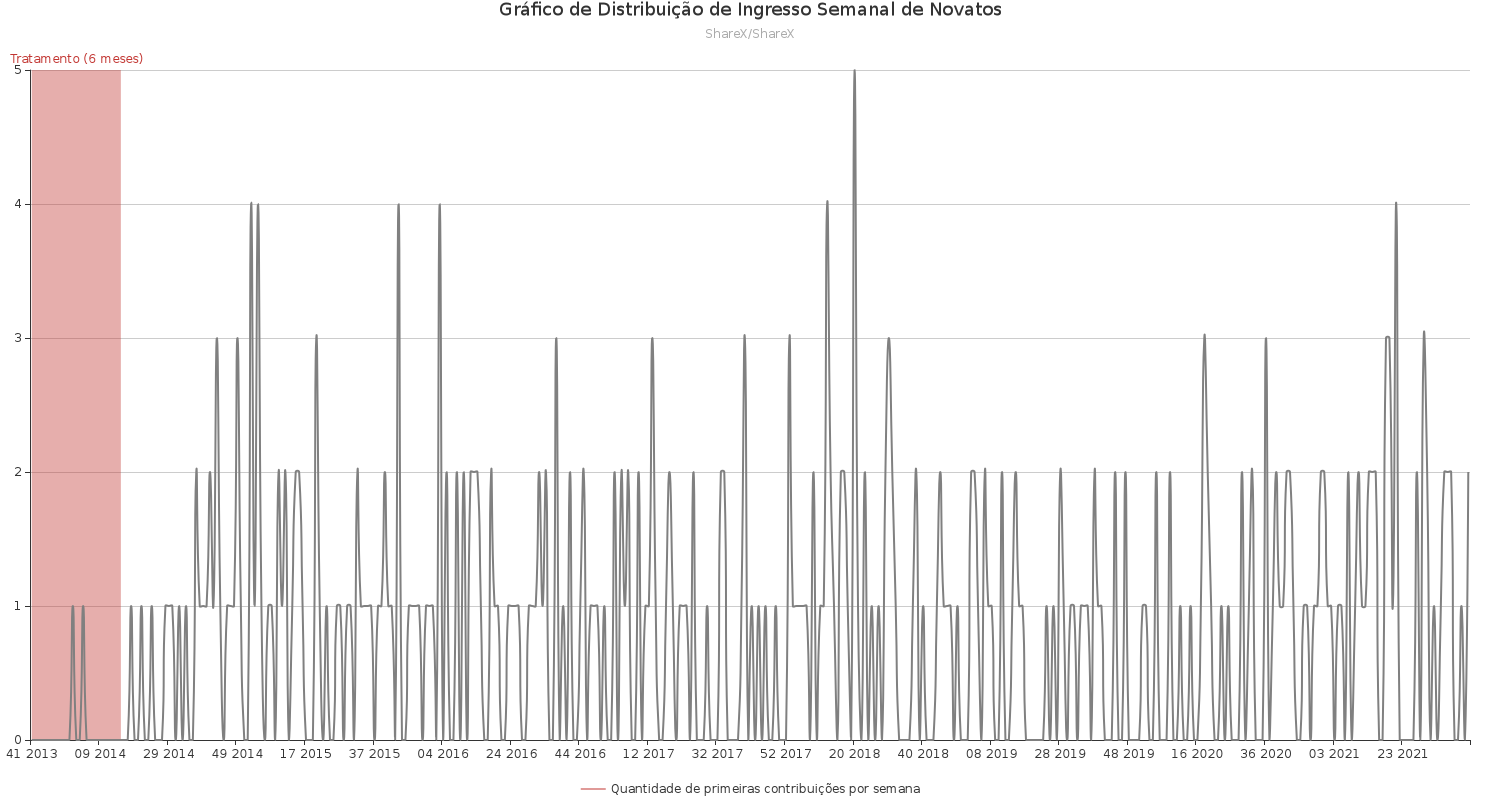 Gráfico de Distribuição de Ingresso Semanal de Novatos
ShareX/ShareX
Tratamento (6 meses)
5
4
3
2
1
0
41 2013 09 2014 29 2014 49 2014 17 2015 37 2015 04 2016 24 2016 44 2016 12 2017 32 2017 52 2017 20 2018 40 2018 08 2019 28 2019 48 2019 16 2020 36 2020 03 2021 23 2021
Quantidade de primeiras contribuições por semana